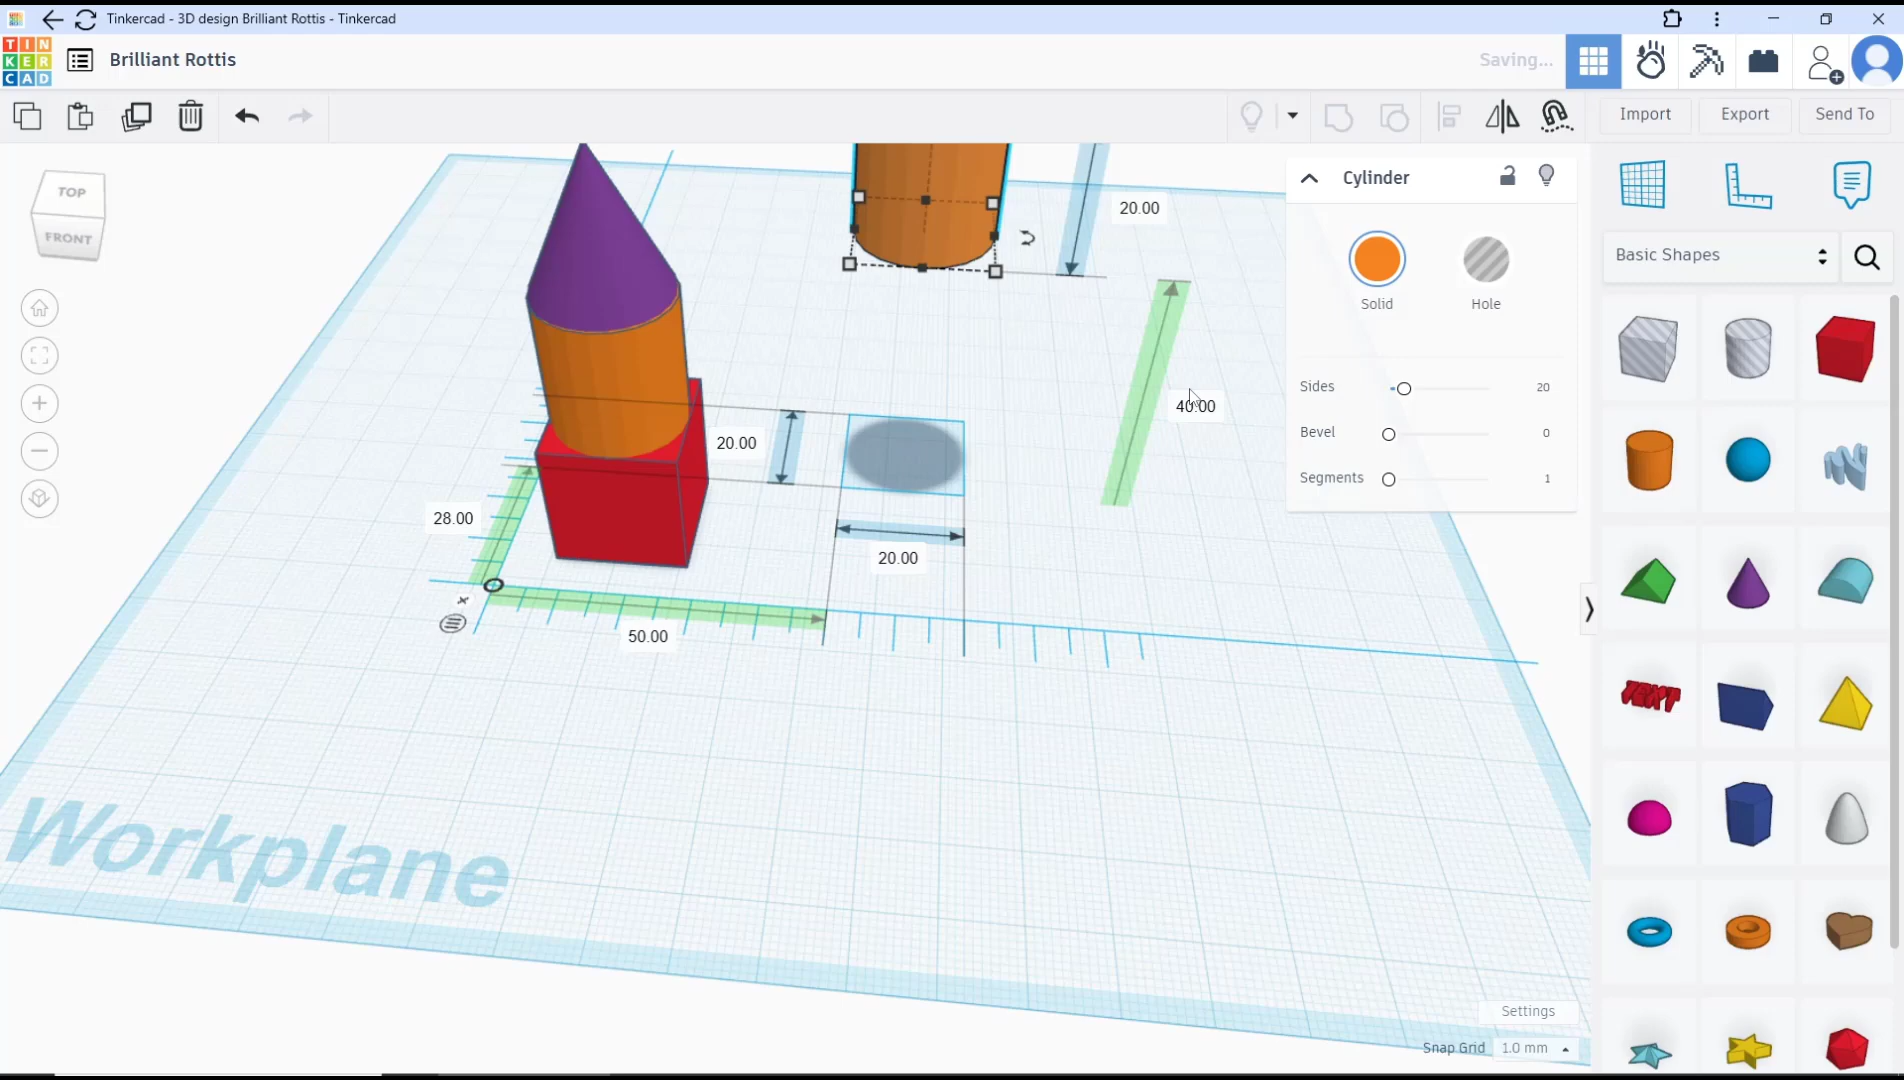 Tinkercad - 3D design Brilliant Rottis - Tinkercad
TIN
KER
CAD
Brilliant Rottis
Saving...
Import
Export
Send To
TOP
FRONT
20.00
Cylinder
Solid
Hole
Basic Shapes
40.00
Sides
20
Bevel
0
Segments
1
20.00
28.00
20.00
50.00
TEXT
Workplane
Settings
Snap Grid
1.0 mm